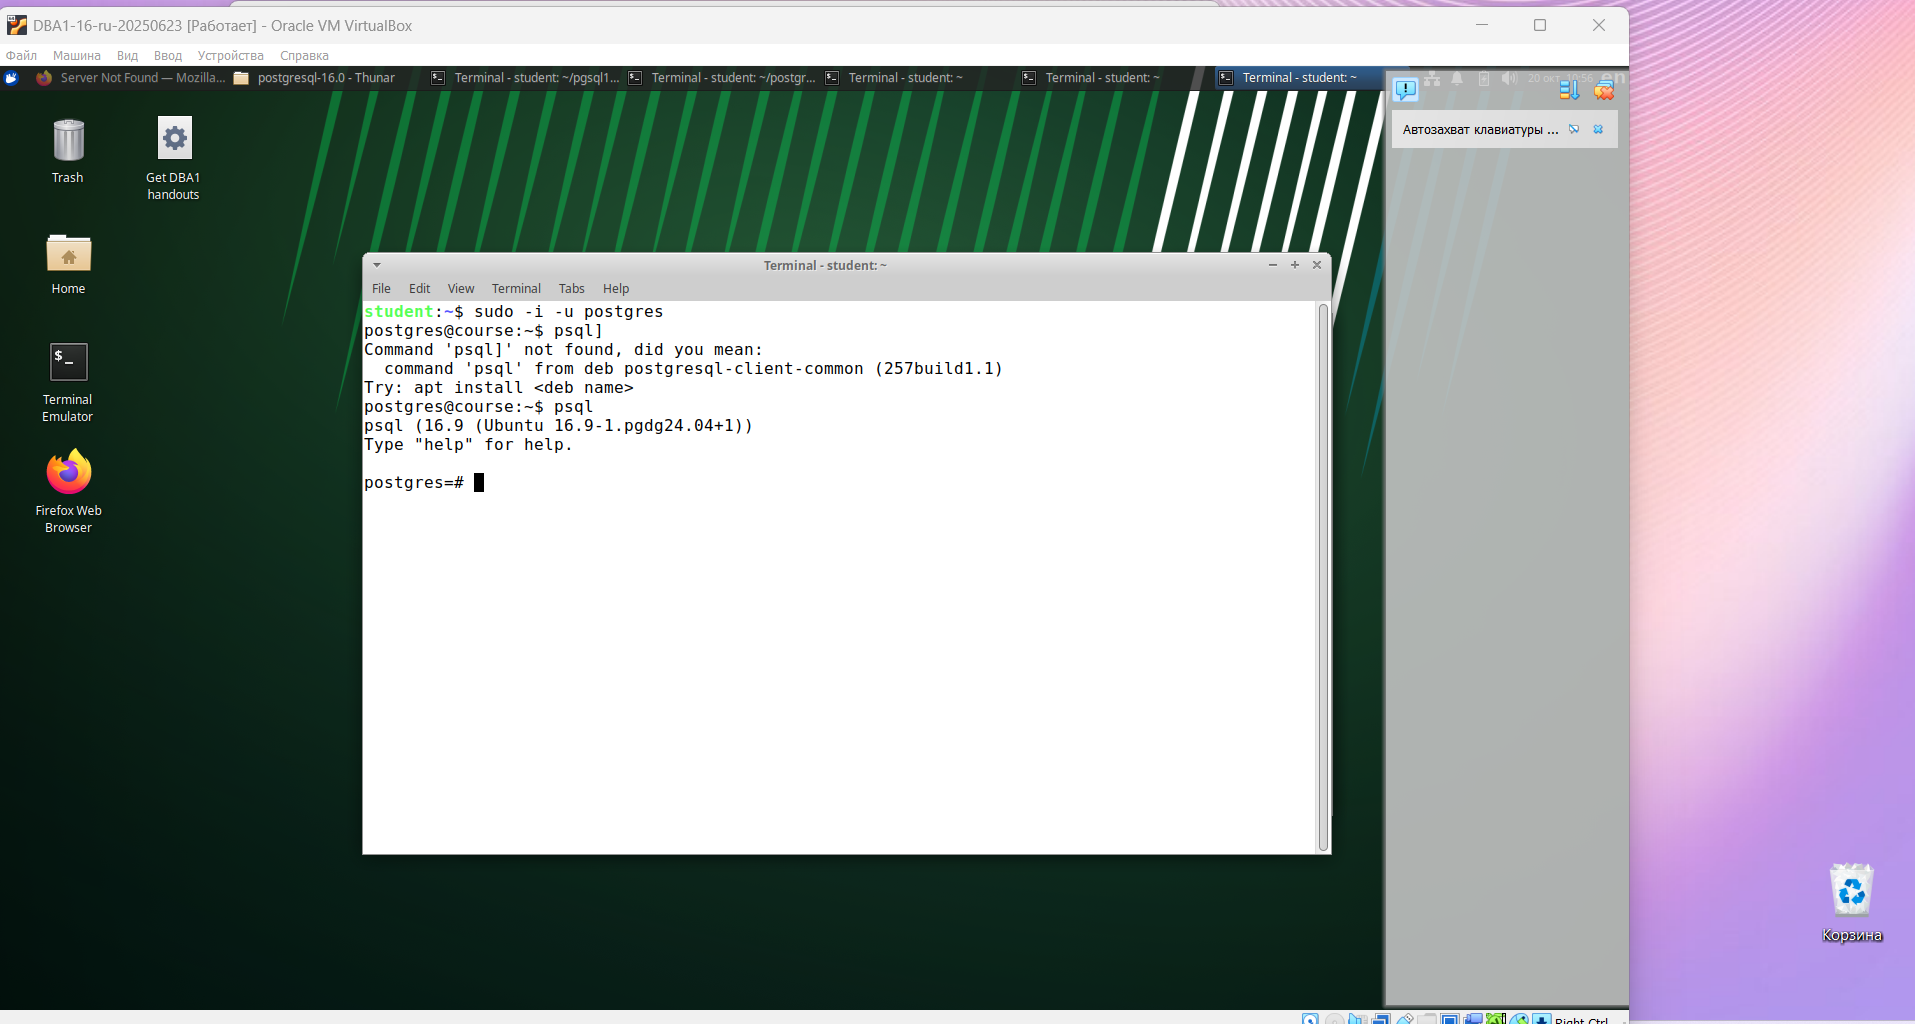 DBA1-16-ru-20250623 [Работает] - Oracle VM VirtualBox
Файл Машина Вид Ввод Устройства Справка
Server Not Found — Mozilla... postgresql-16.0 - Thunar Terminal - student: ~/pgsql1... Terminal - student: ~/postgr... Terminal - student: ~ Terminal - student: ~ Terminal - student: ~ 20 окт, 10:56 en
Автозахват клавиатуры ...
Trash
Get DBA1
handouts
Home
Terminal
Emulator
Firefox Web
Browser
Terminal - student: ~
File Edit View Terminal Tabs Help
student:~$ sudo -i -u postgres
postgres@course:~$ psql]
Command 'psql]' not found, did you mean:
command 'psql' from deb postgresql-client-common (257build1.1)
Try: apt install <deb name>
postgres@course:~$ psql
psql (16.9 (Ubuntu 16.9-1.pgdg24.04+1))
Type "help" for help.
postgres=#
Корзина
Right Ctrl